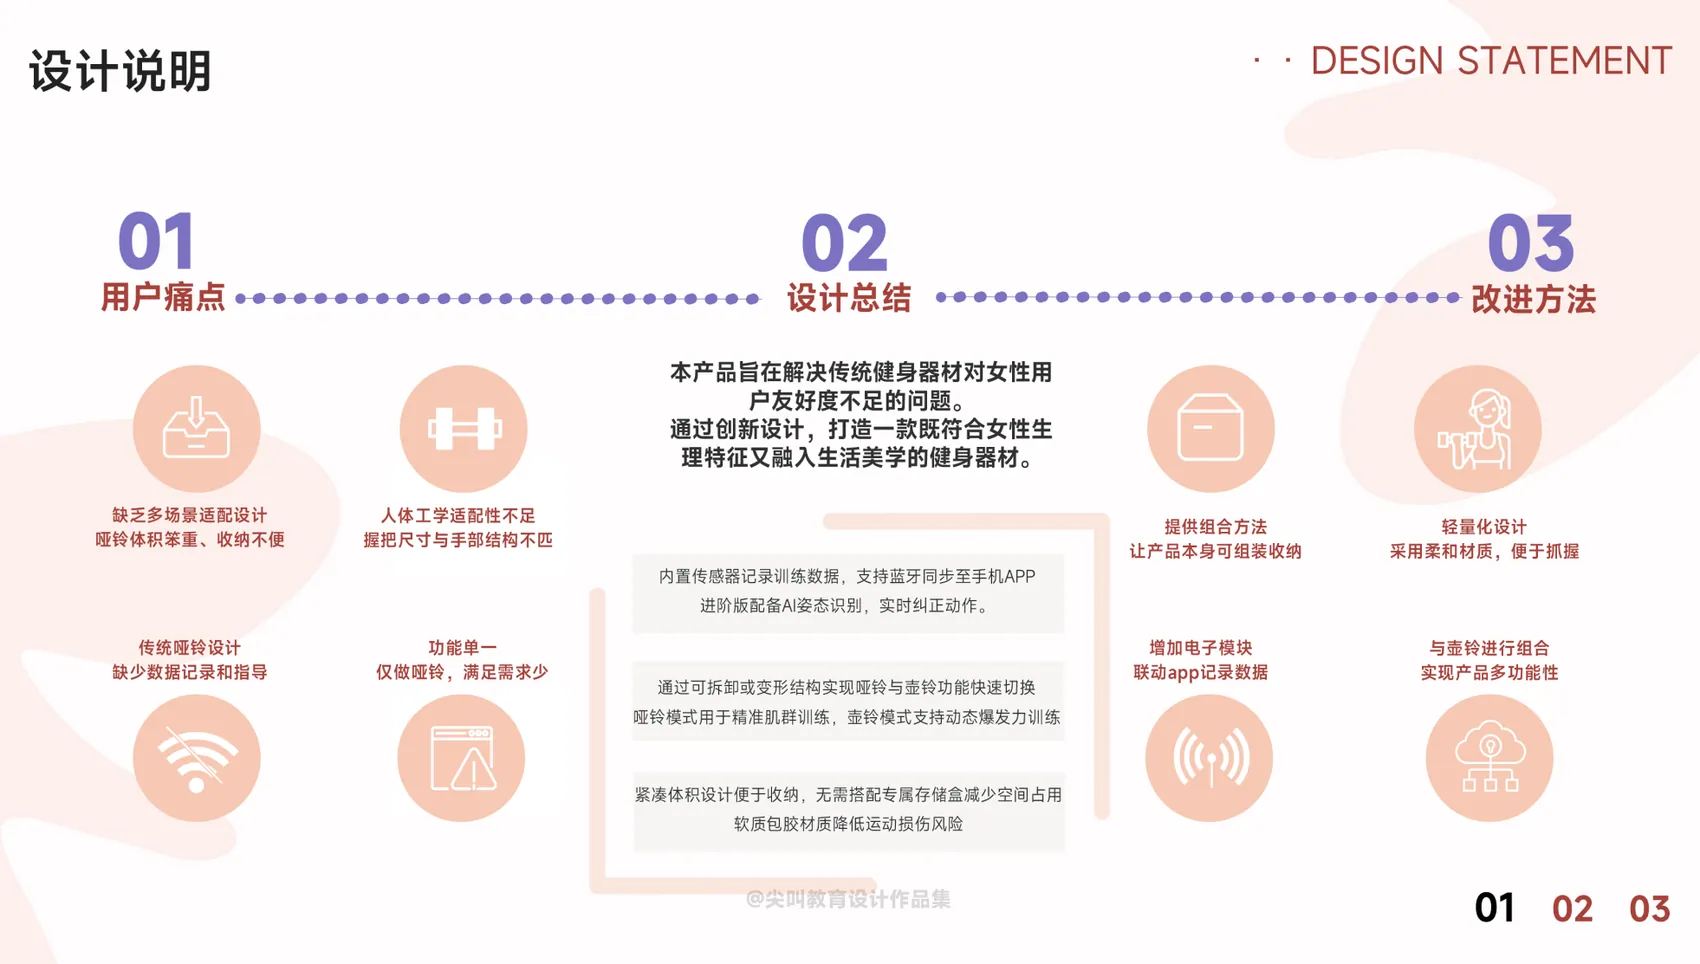 设计说明
· · DESIGN STATEMENT
01
用户痛点
02
设计总结
03
改进方法
缺乏多场景适配设计
哑铃体积笨重、收纳不便
人体工学适配性不足
握把尺寸与手部结构不匹
传统哑铃设计
缺少数据记录和指导
功能单一
仅做哑铃，满足需求少
本产品旨在解决传统健身器材对女性用
户友好度不足的问题。
通过创新设计，打造一款既符合女性生
理特征又融入生活美学的健身器材。
内置传感器记录训练数据，支持蓝牙同步至手机APP
进阶版配备AI姿态识别，实时纠正动作。
通过可拆卸或变形结构实现哑铃与壶铃功能快速切换
哑铃模式用于精准肌群训练，壶铃模式支持动态爆发力训练
紧凑体积设计便于收纳，无需搭配专属存储盒减少空间占用
软质包胶材质降低运动损伤风险
提供组合方法
让产品本身可组装收纳
轻量化设计
采用柔和材质，便于抓握
增加电子模块
联动app记录数据
与壶铃进行组合
实现产品多功能性
@尖叫教育设计作品集
01 02 03